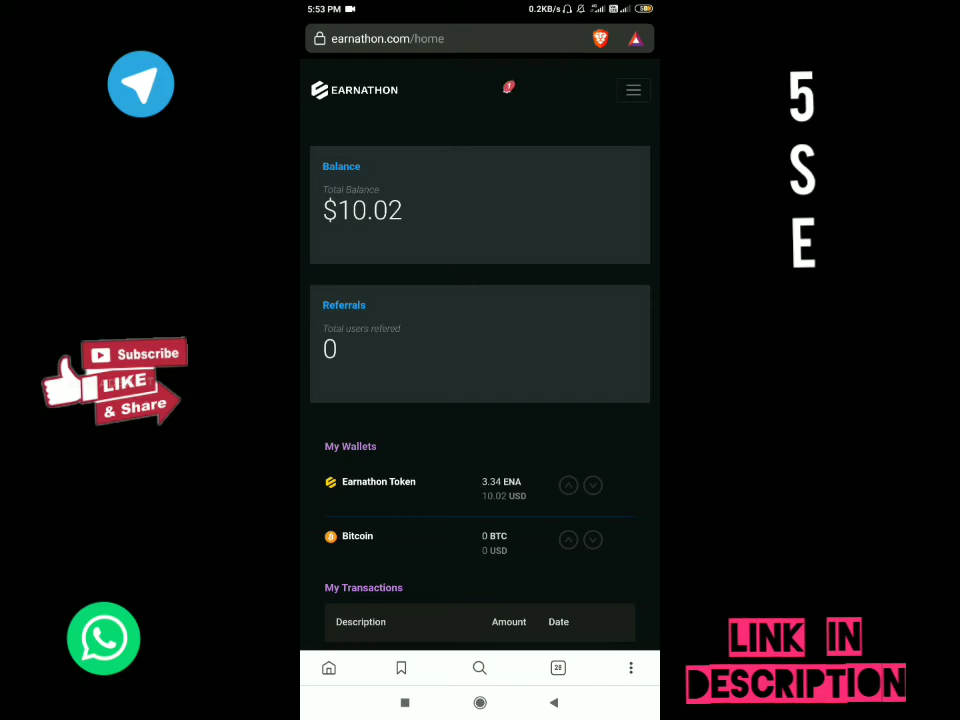 5:53 PM
0.2KB/s
earnathon.com/home
EARNATHON
Balance
Total Balance
$10.02
Referrals
Total users refered
0
My Wallets
Earnathon Token
3.34 ENA
10.02 USD
Bitcoin
0 BTC
0 USD
My Transactions
Description Amount Date
28
Subscribe
LIKE
& Share
5
S
E
LINK IN
DESCRIPTION